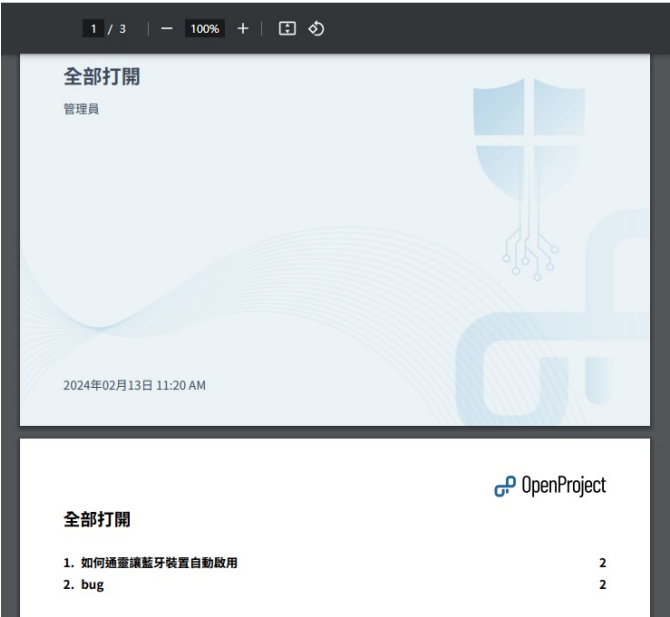 1 / 3 | — 100% + |
全部打開
管理員
2024年02月13日 11:20 AM
OpenProject
全部打開
1. 如何通靈讓藍牙裝置自動啟用 2
2. bug 2